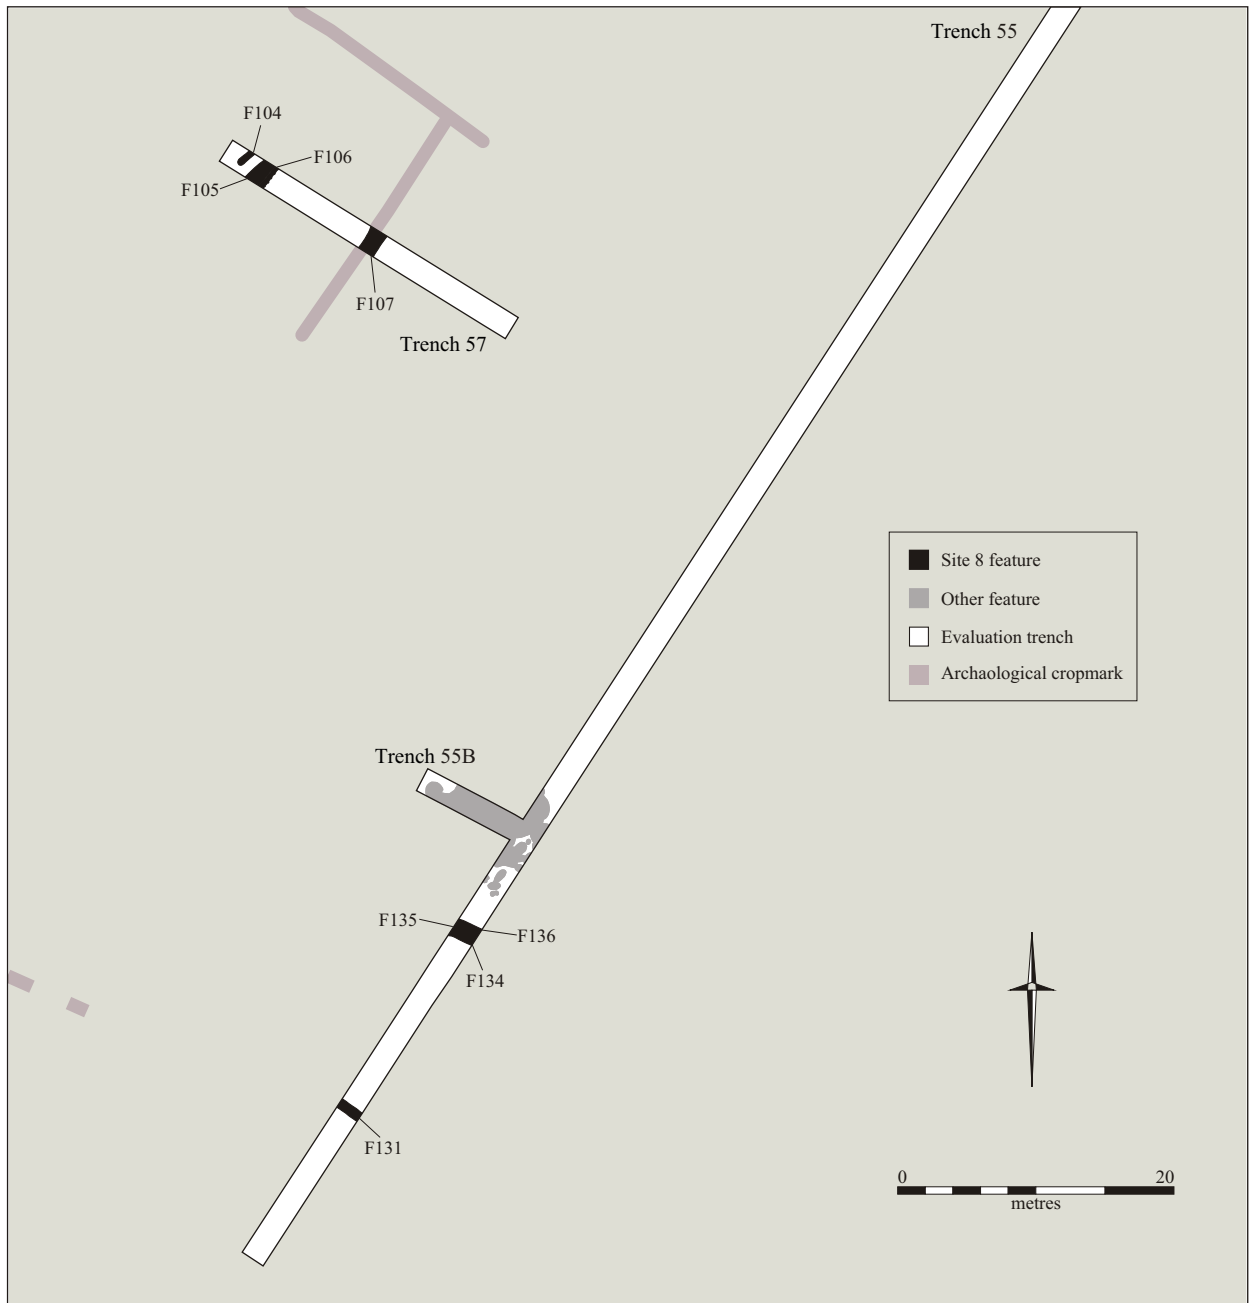 Trench 55
F104
F106
F105
F107
Trench 57
Site 8 feature
Other feature
Evaluation trench
Archaological cropmark
Trench 55B
F135
F136
F134
F131
0 20
metres